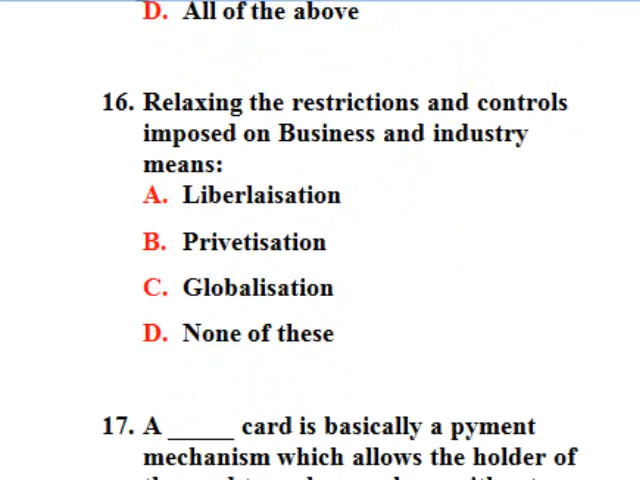 D. All of the above
16. Relaxing the restrictions and controls
imposed on Business and industry
means:
A. Liberlaisation
B. Privetisation
C. Globalisation
D. None of these
17. A _____ card is basically a pyment
mechanism which allows the holder of